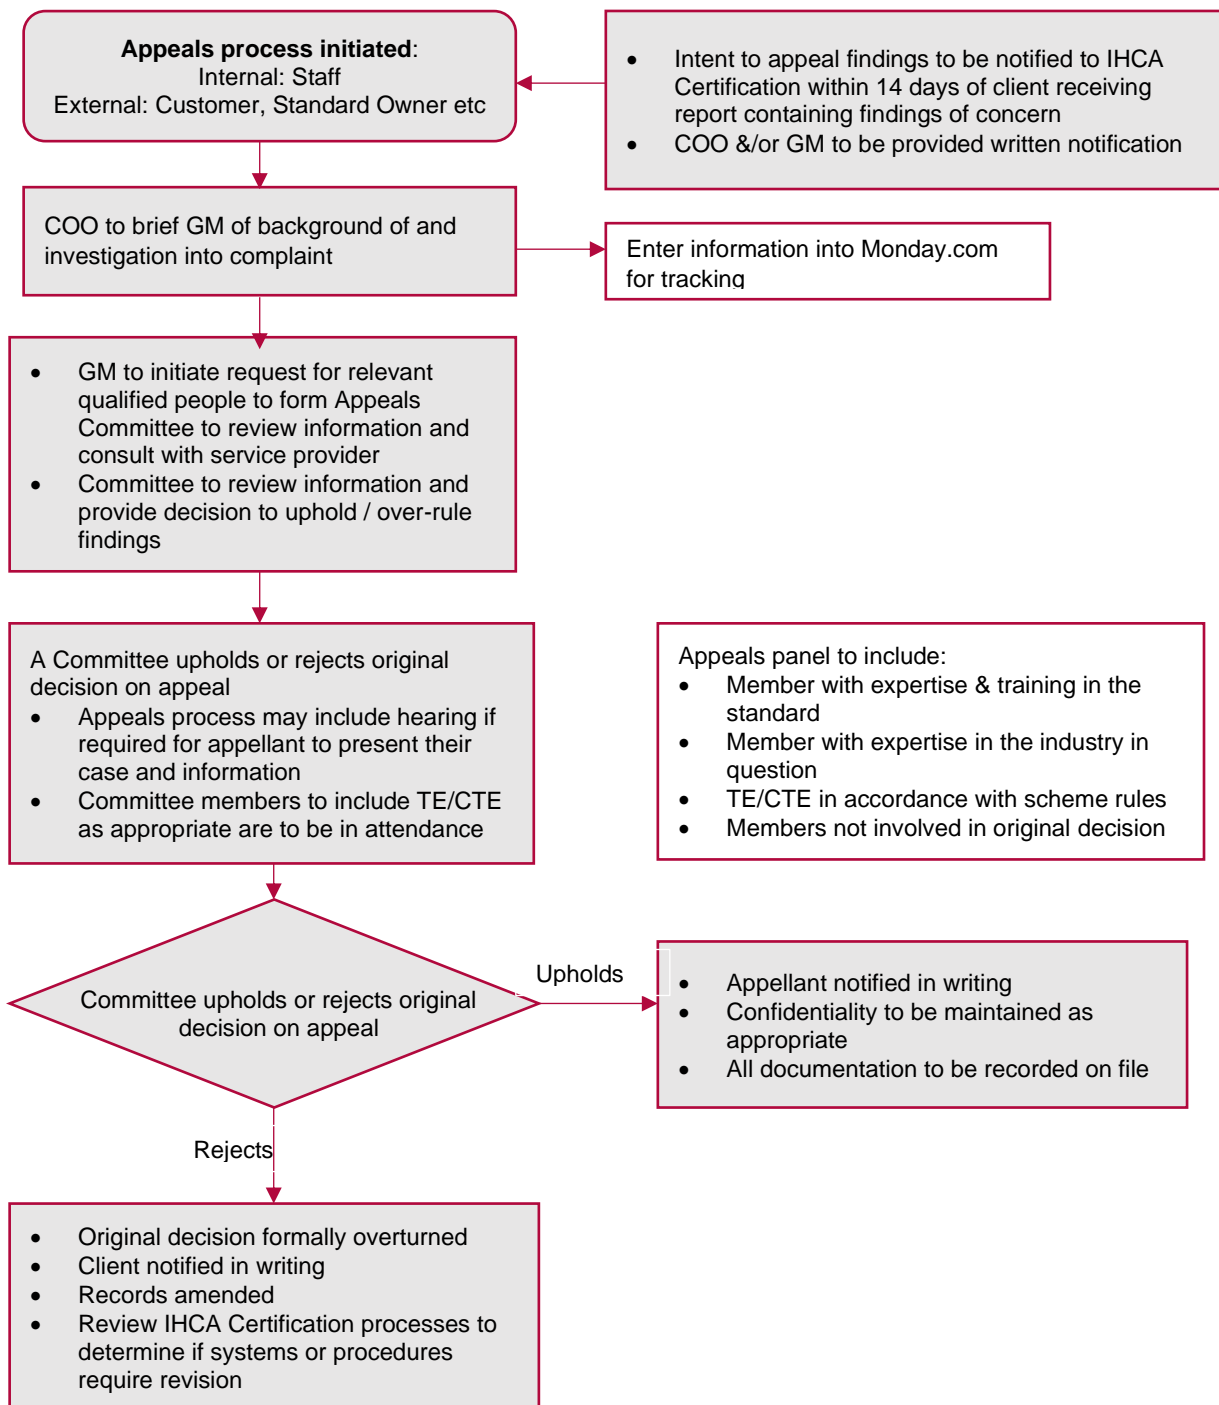 Appeals process initiated:
Internal: Staff
External: Customer, Standard Owner etc
• Intent to appeal findings to be notified to IHCA
Certification within 14 days of client receiving
report containing findings of concern
• COO &/or GM to be provided written notification
COO to brief GM of background of and
investigation into complaint
Enter information into Monday.com
for tracking
• GM to initiate request for relevant
qualified people to form Appeals
Committee to review information and
consult with service provider
• Committee to review information and
provide decision to uphold / over-rule
findings
A Committee upholds or rejects original
decision on appeal
• Appeals process may include hearing if
required for appellant to present their
case and information
• Committee members to include TE/CTE
as appropriate are to be in attendance
Appeals panel to include:
• Member with expertise & training in the
standard
• Member with expertise in the industry in
question
• TE/CTE in accordance with scheme rules
• Members not involved in original decision
Committee upholds or rejects original
decision on appeal
Upholds
• Appellant notified in writing
• Confidentiality to be maintained as
appropriate
• All documentation to be recorded on file
Rejects
• Original decision formally overturned
• Client notified in writing
• Records amended
• Review IHCA Certification processes to
determine if systems or procedures
require revision